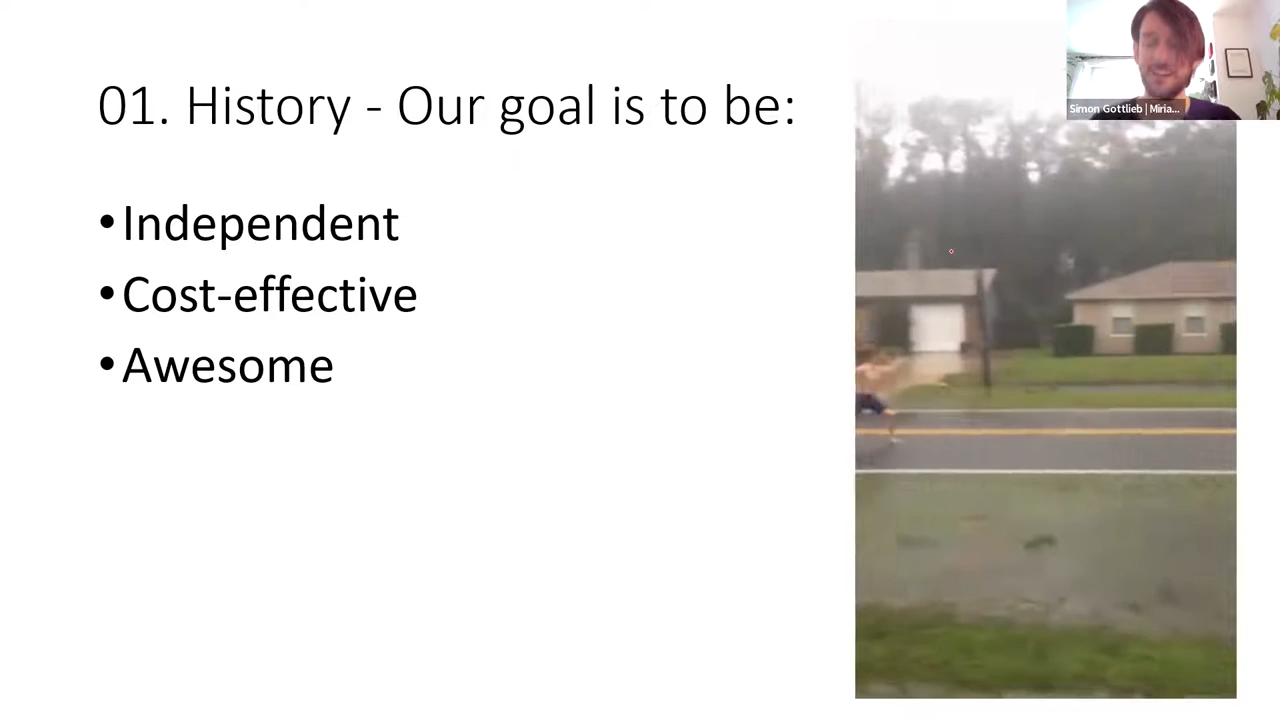 01. History - Our goal is to be:
•Independent
•Cost-effective
•Awesome
Simon Gottlieb | Miria...